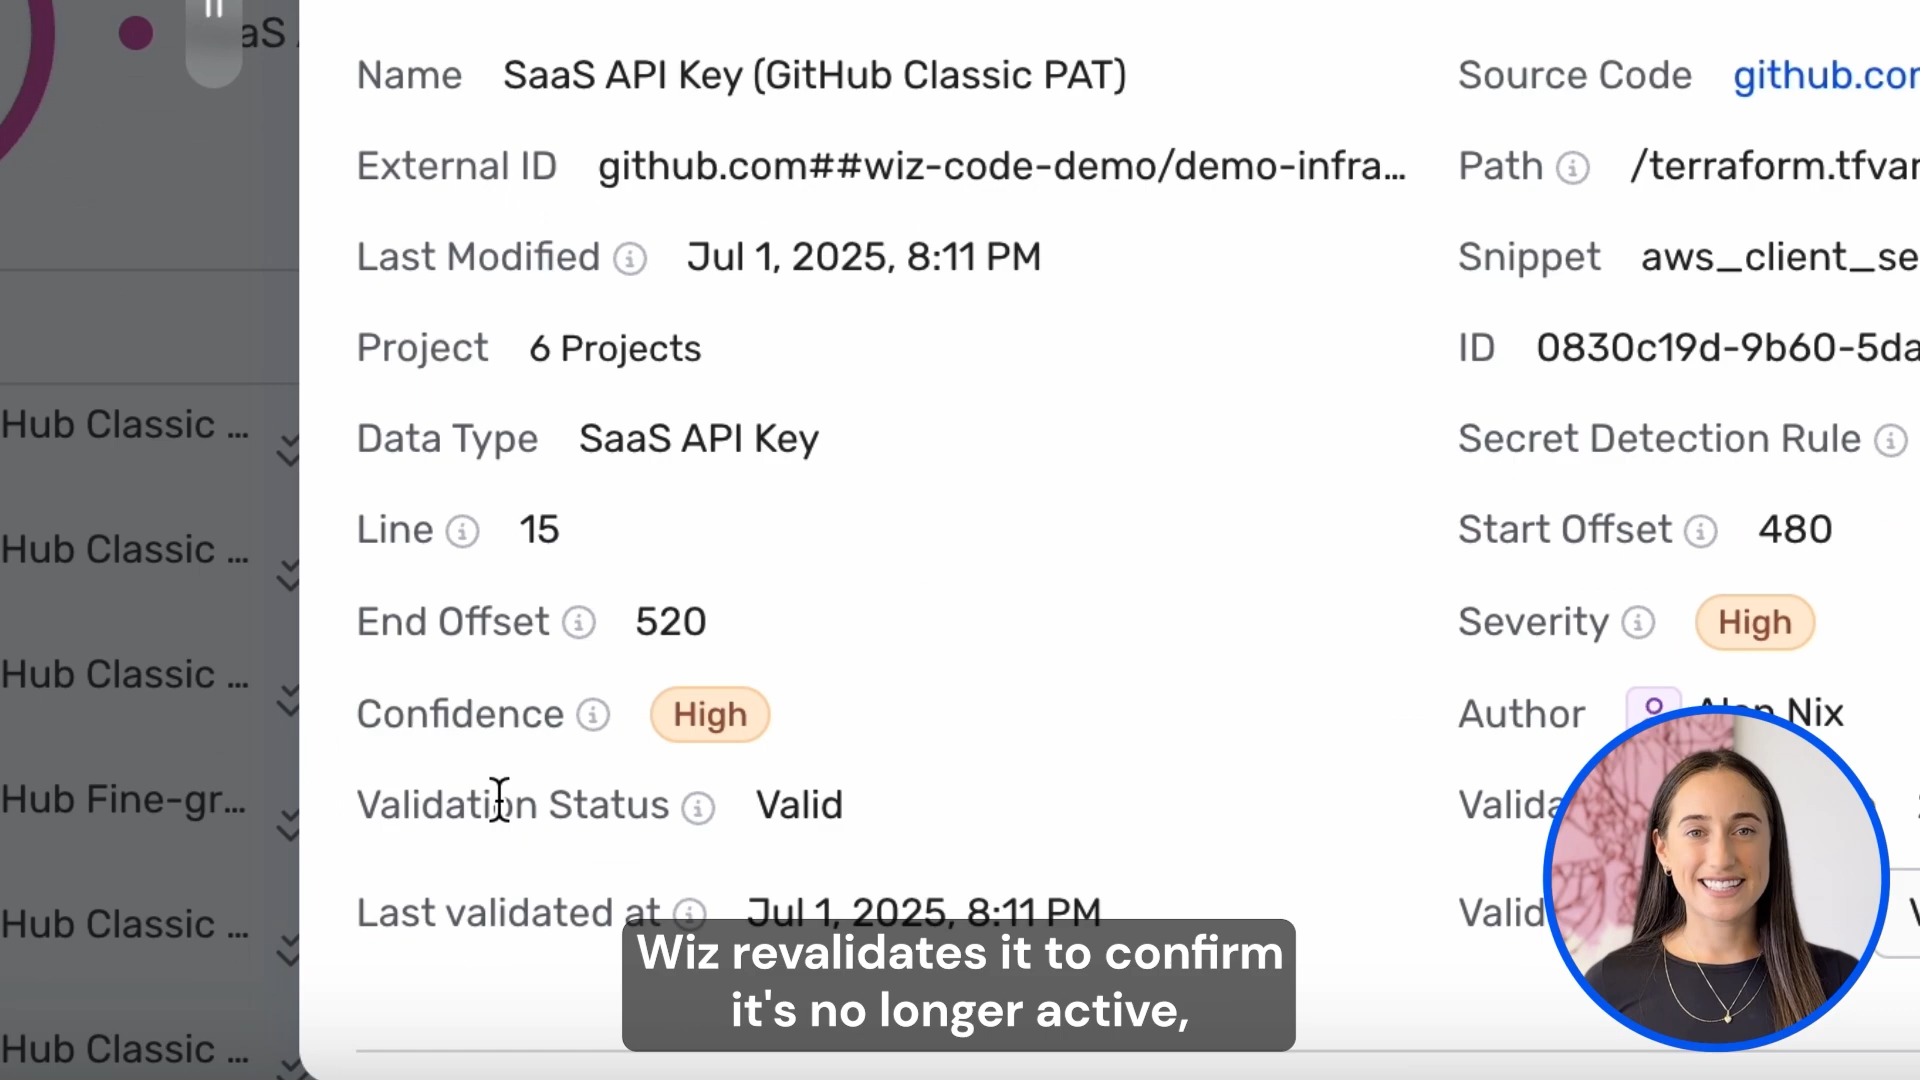 aS
Name SaaS API Key (GitHub Classic PAT)
Source Code github.co
External ID github.com##wiz-code-demo/demo-infra…
Path /terraform.tfva
Last Modified Jul 1, 2025, 8:11 PM
Snippet aws_client_se
Project 6 Projects
ID 0830c19d-9b60-5da
Hub Classic …
Data Type SaaS API Key
Secret Detection Rule
Line 15
Start Offset 480
Hub Classic …
End Offset 520
Severity High
Hub Classic …
Confidence High
Author Nix
Hub Fine-gr…
Validation Status Valid
Valida
Hub Classic …
Last validated at Jul 1, 2025, 8:11 PM
Valid
Wiz revalidates it to confirm
it's no longer active,
Hub Classic …